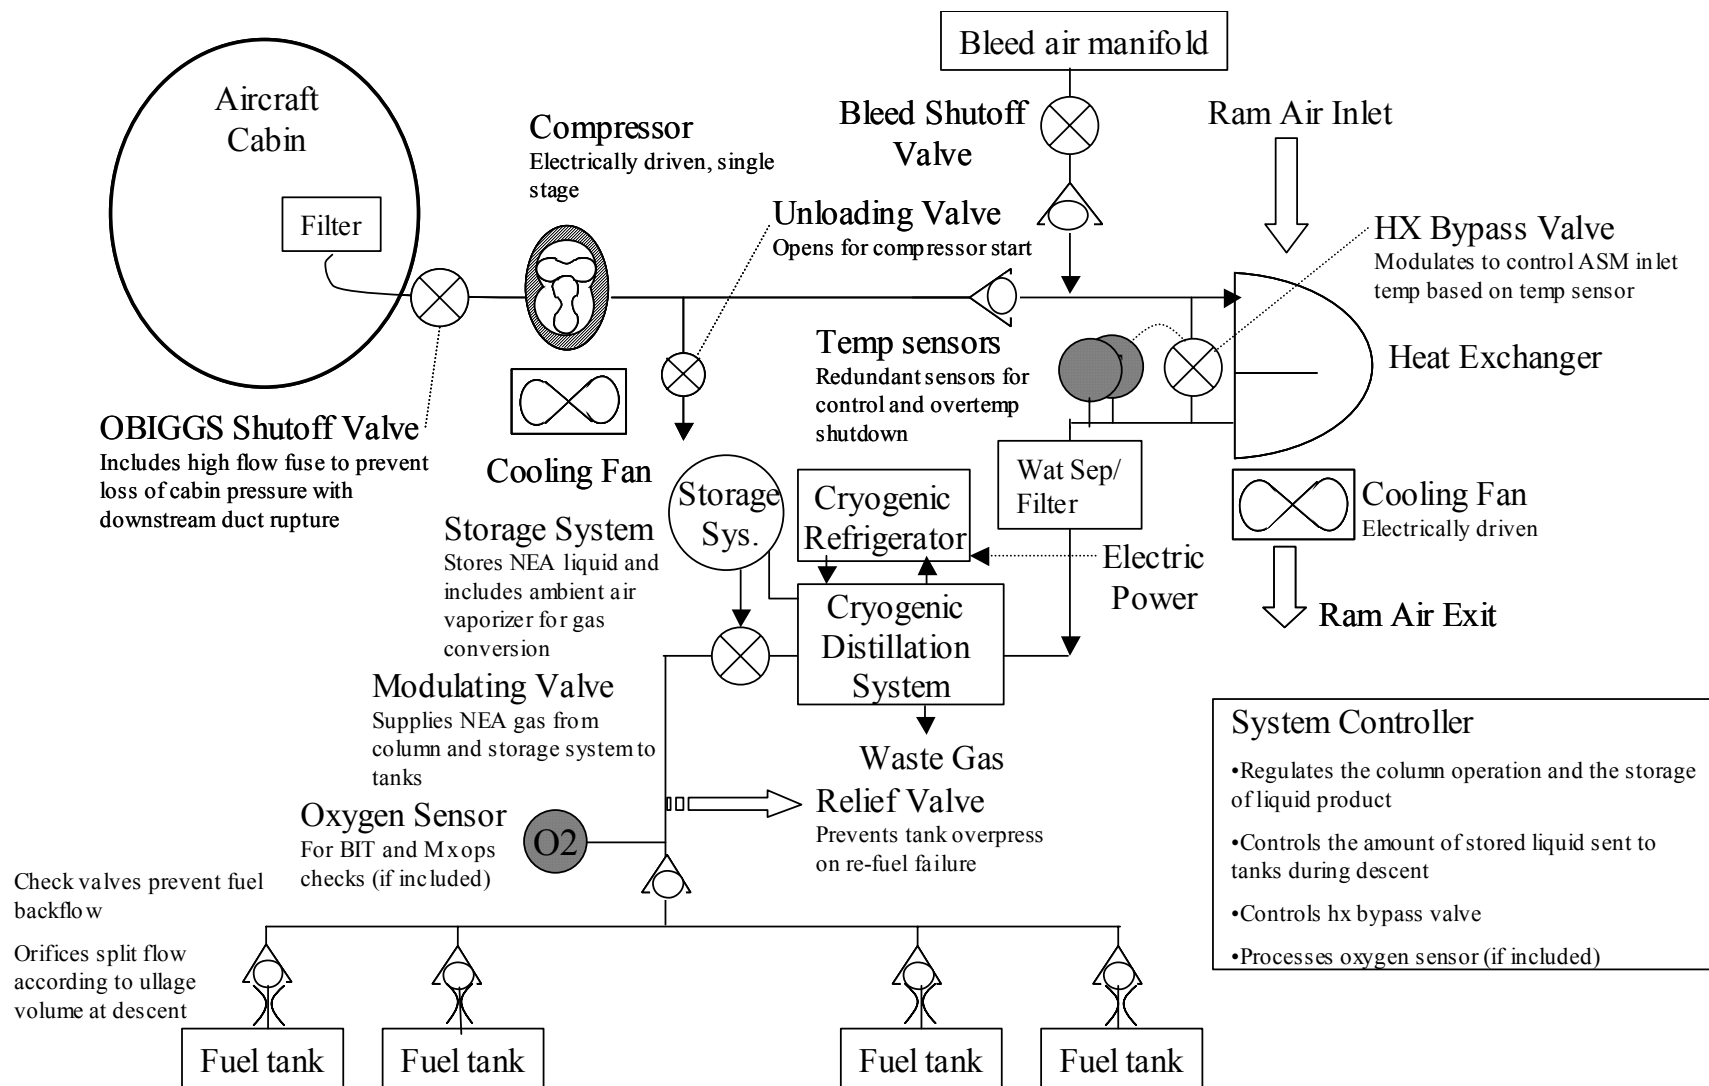 Bleed air manifold
Aircraft
Cabin
Filter
Compressor
Electrically driven, single
stage
Bleed Shutoff
Valve
Ram Air Inlet
Unloading Valve
Opens for compressor start
HX Bypass Valve
Modulates to control ASM inlet
temp based on temp sensor
Temp sensors
Redundant sensors for
control and overtemp
shutdown
Heat Exchanger
OBIGGS Shutoff Valve
Includes high flow fuse to prevent
loss of cabin pressure with
downstream duct rupture
Cooling Fan
Storage
Sys.
Cryogenic
Refrigerator
Wat Sep/
Filter
Cooling Fan
Electrically driven
Storage System
Stores NEA liquid and
includes ambient air
vaporizer for gas
conversion
Electric
Power
Ram Air Exit
Cryogenic
Distillation
System
Modulating Valve
Supplies NEA gas from
column and storage system to
tanks
Waste Gas
Relief Valve
Prevents tank overpress
on re-fuel failure
Oxygen Sensor
For BIT and Mx ops
checks (if included)
O2
System Controller
•Regulates the column operation and the storage
of liquid product
•Controls the amount of stored liquid sent to
tanks during descent
•Controls hx bypass valve
•Processes oxygen sensor (if included)
Check valves prevent fuel
backflow
Orifices split flow
according to ullage
volume at descent
Fuel tank
Fuel tank
Fuel tank
Fuel tank